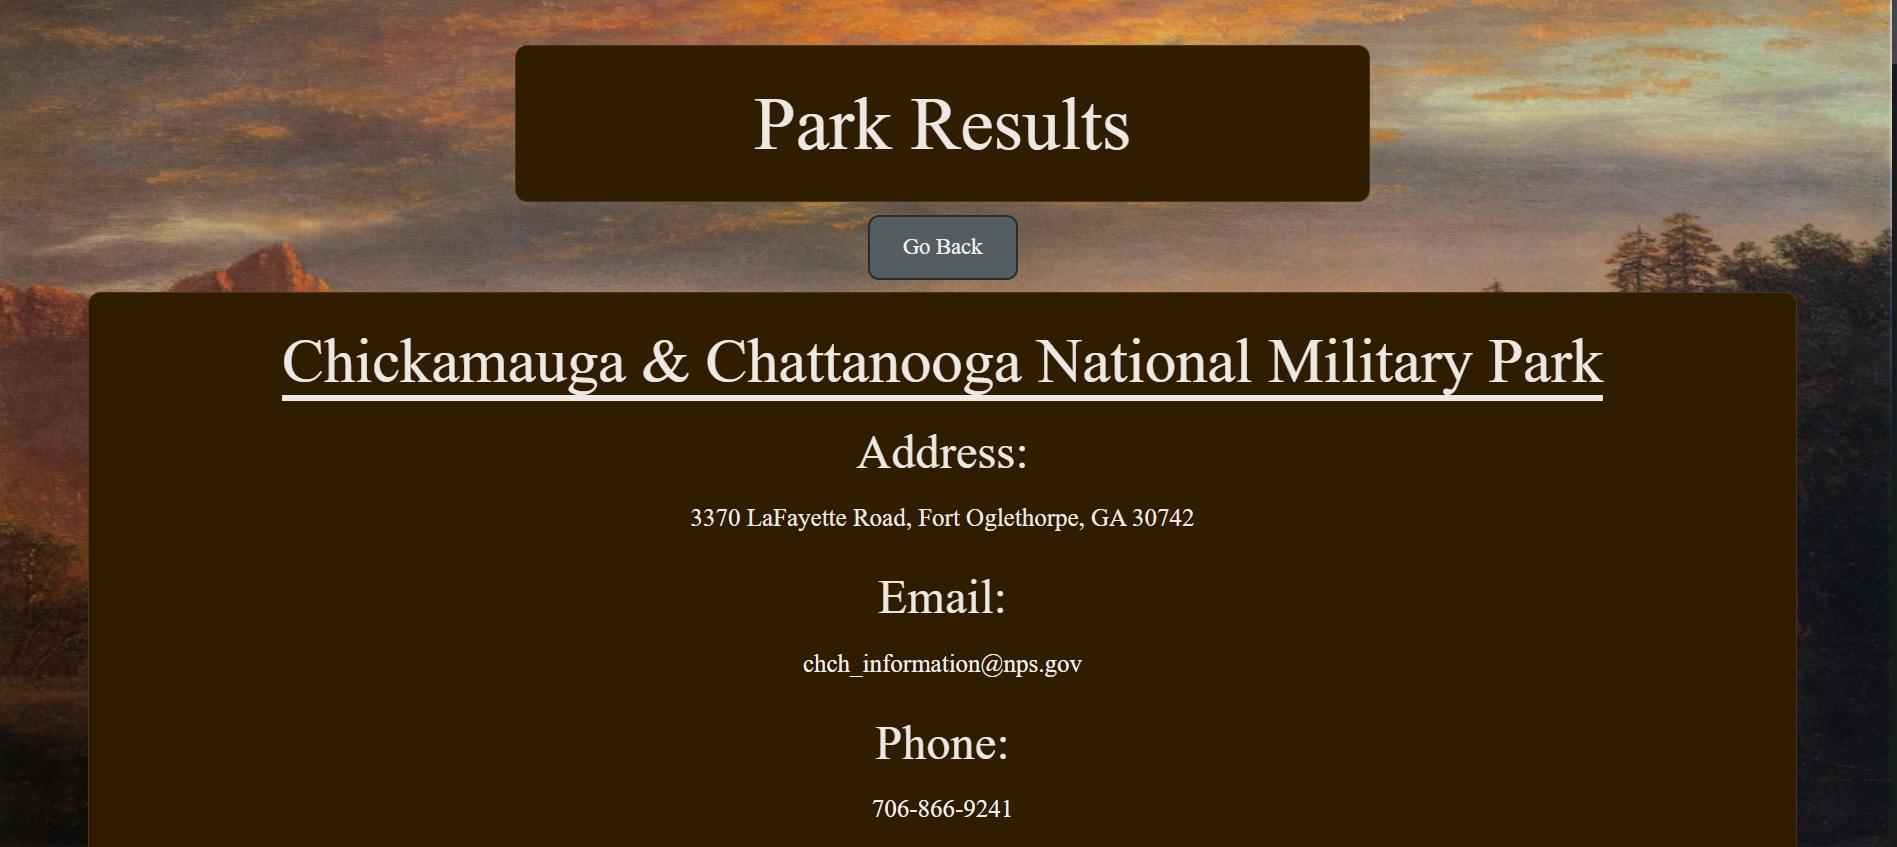 Park Results
Go Back
Chickamauga & Chattanooga National Military Park
Address:
3370 LaFayette Road, Fort Oglethorpe, GA 30742
Email:
chch_information@nps.gov
Phone:
706-866-9241